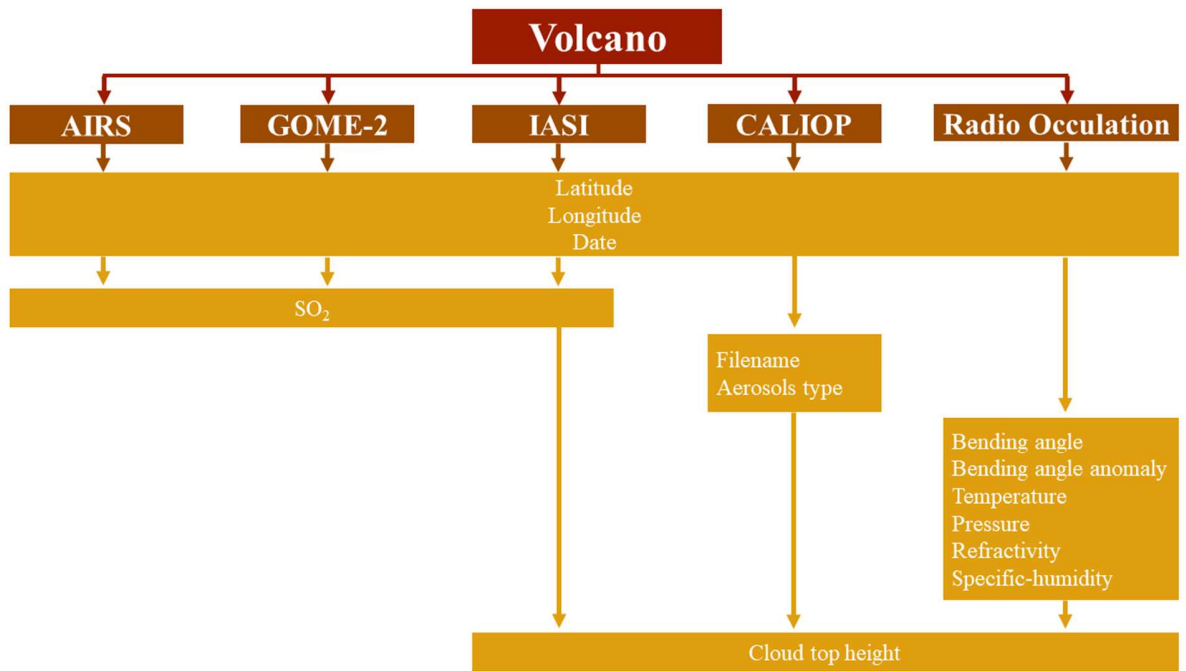 Volcano
AIRS
GOME-2
IASI
CALIOP
Radio Occulation
Latitude
Longitude
Date
SO₂
Filename
Aerosols type
Bending angle
Bending angle anomaly
Temperature
Pressure
Refractivity
Specific-humidity
Cloud top height